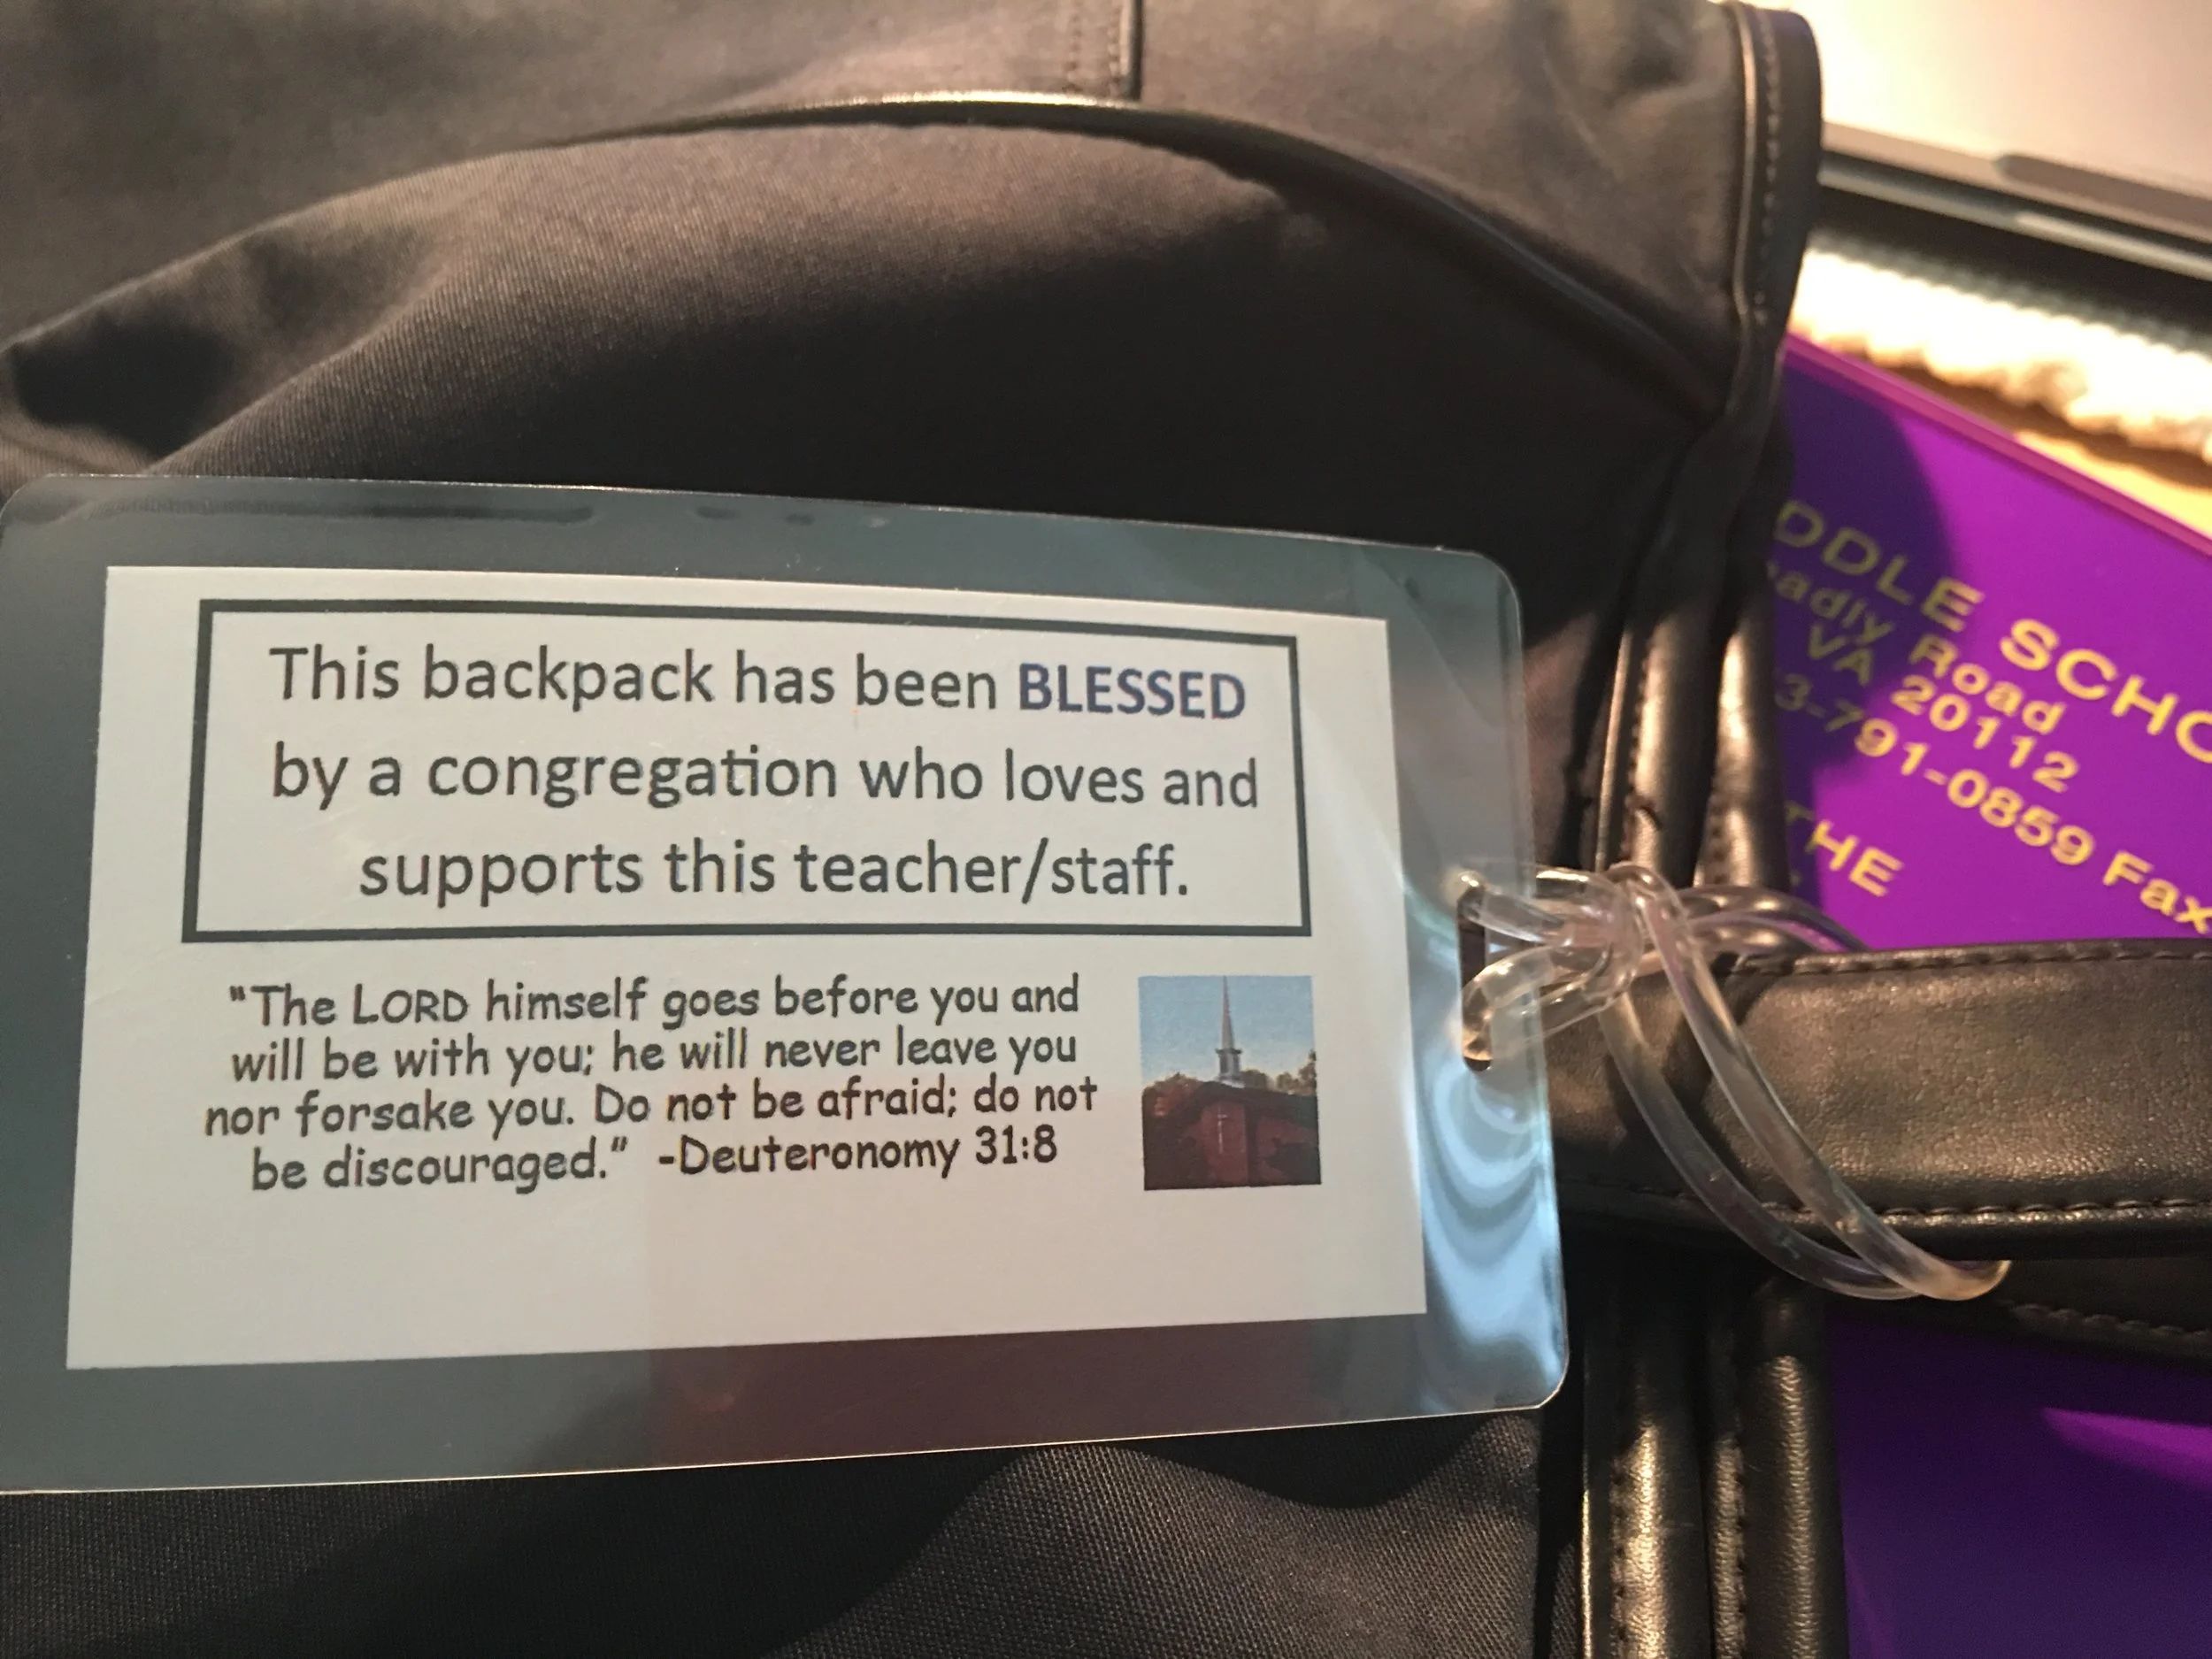 This backpack has been BLESSED
by a congregation who loves and
supports this teacher/staff.
"The LORD himself goes before you and
will be with you; he will never leave you
nor forsake you. Do not be afraid; do not
be discouraged." -Deuteronomy 31:8
DDLE SCHO
adly Road
VA 20112
3-791-0859 Fax
THE